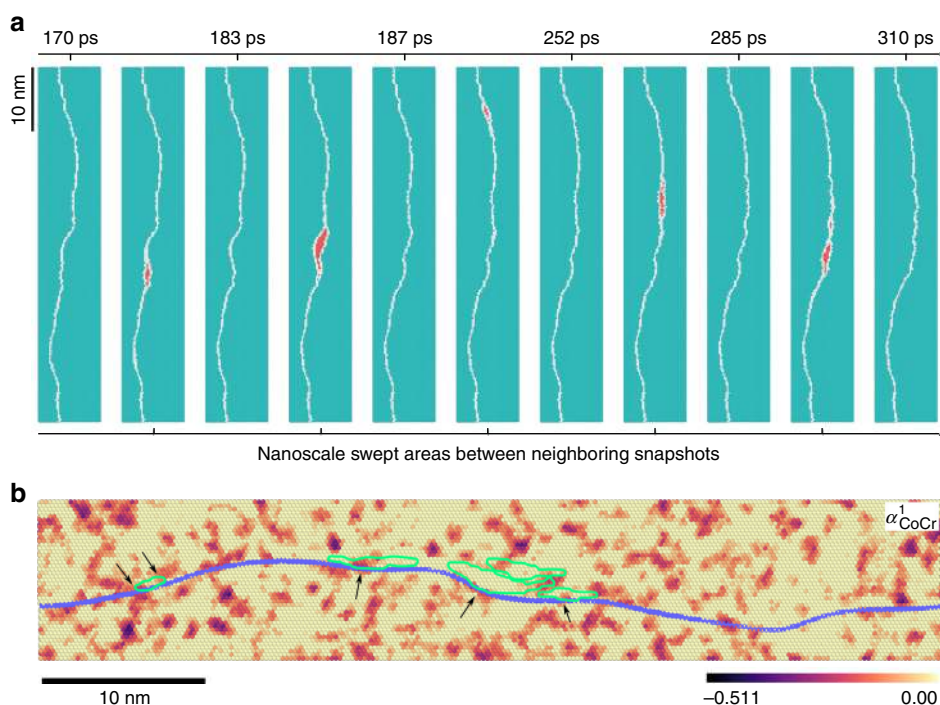 a
170 ps 183 ps 187 ps 252 ps 285 ps 310 ps
10 nm
Nanoscale swept areas between neighboring snapshots
b
α¹CoCr
10 nm
–0.511 0.00